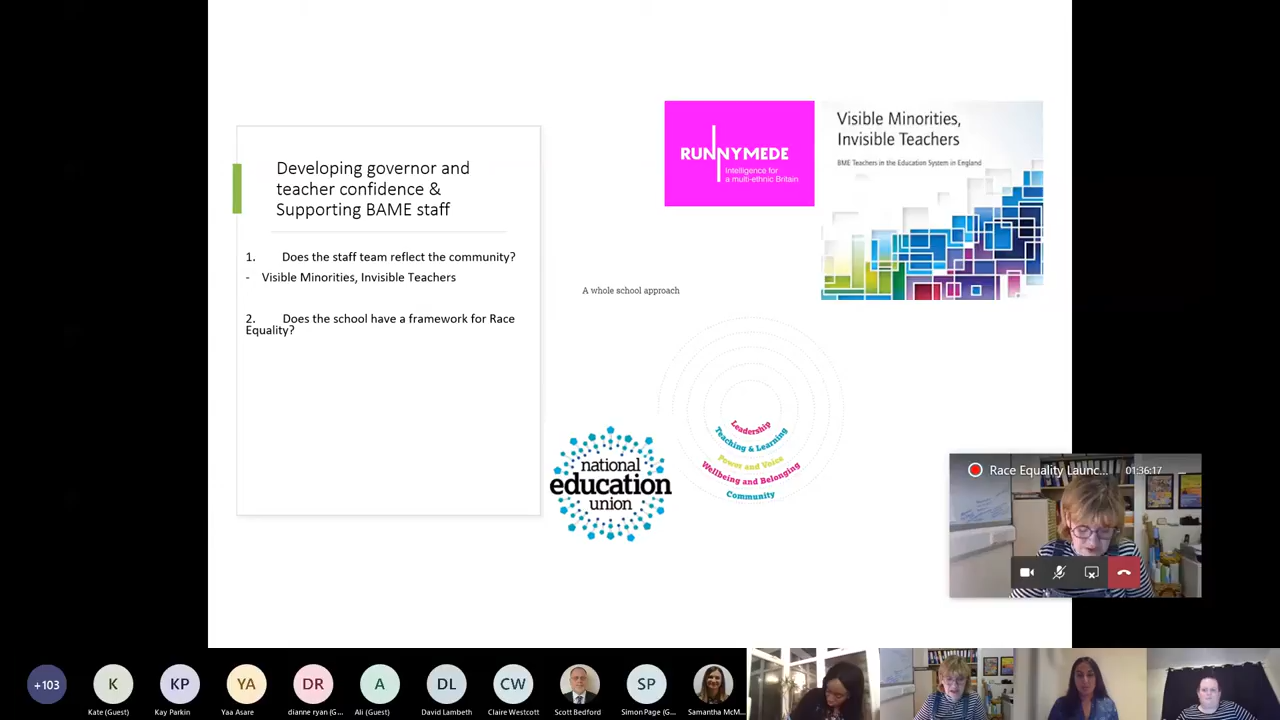 Developing governor and
teacher confidence &
Supporting BAME staff
1. Does the staff team reflect the community?
- Visible Minorities, Invisible Teachers
2. Does the school have a framework for Race
Equality?
RUNNYMEDE
Intelligence for
a multi-ethnic Britain
Visible Minorities,
Invisible Teachers
BME Teachers in the Education System in England
A whole school approach
Leadership
Teaching & Learning
Power and Voice
Wellbeing and Belonging
Community
national
education
union
Race Equality Launc... 01:36:17
+103 K KP YA DR A DL CW SP
Kate (Guest) Kay Parkin Yaa Asare dianne ryan (G... Ali (Guest) David Lambeth Claire Westcott Scott Bedford Simon Page (G... Samantha McM...